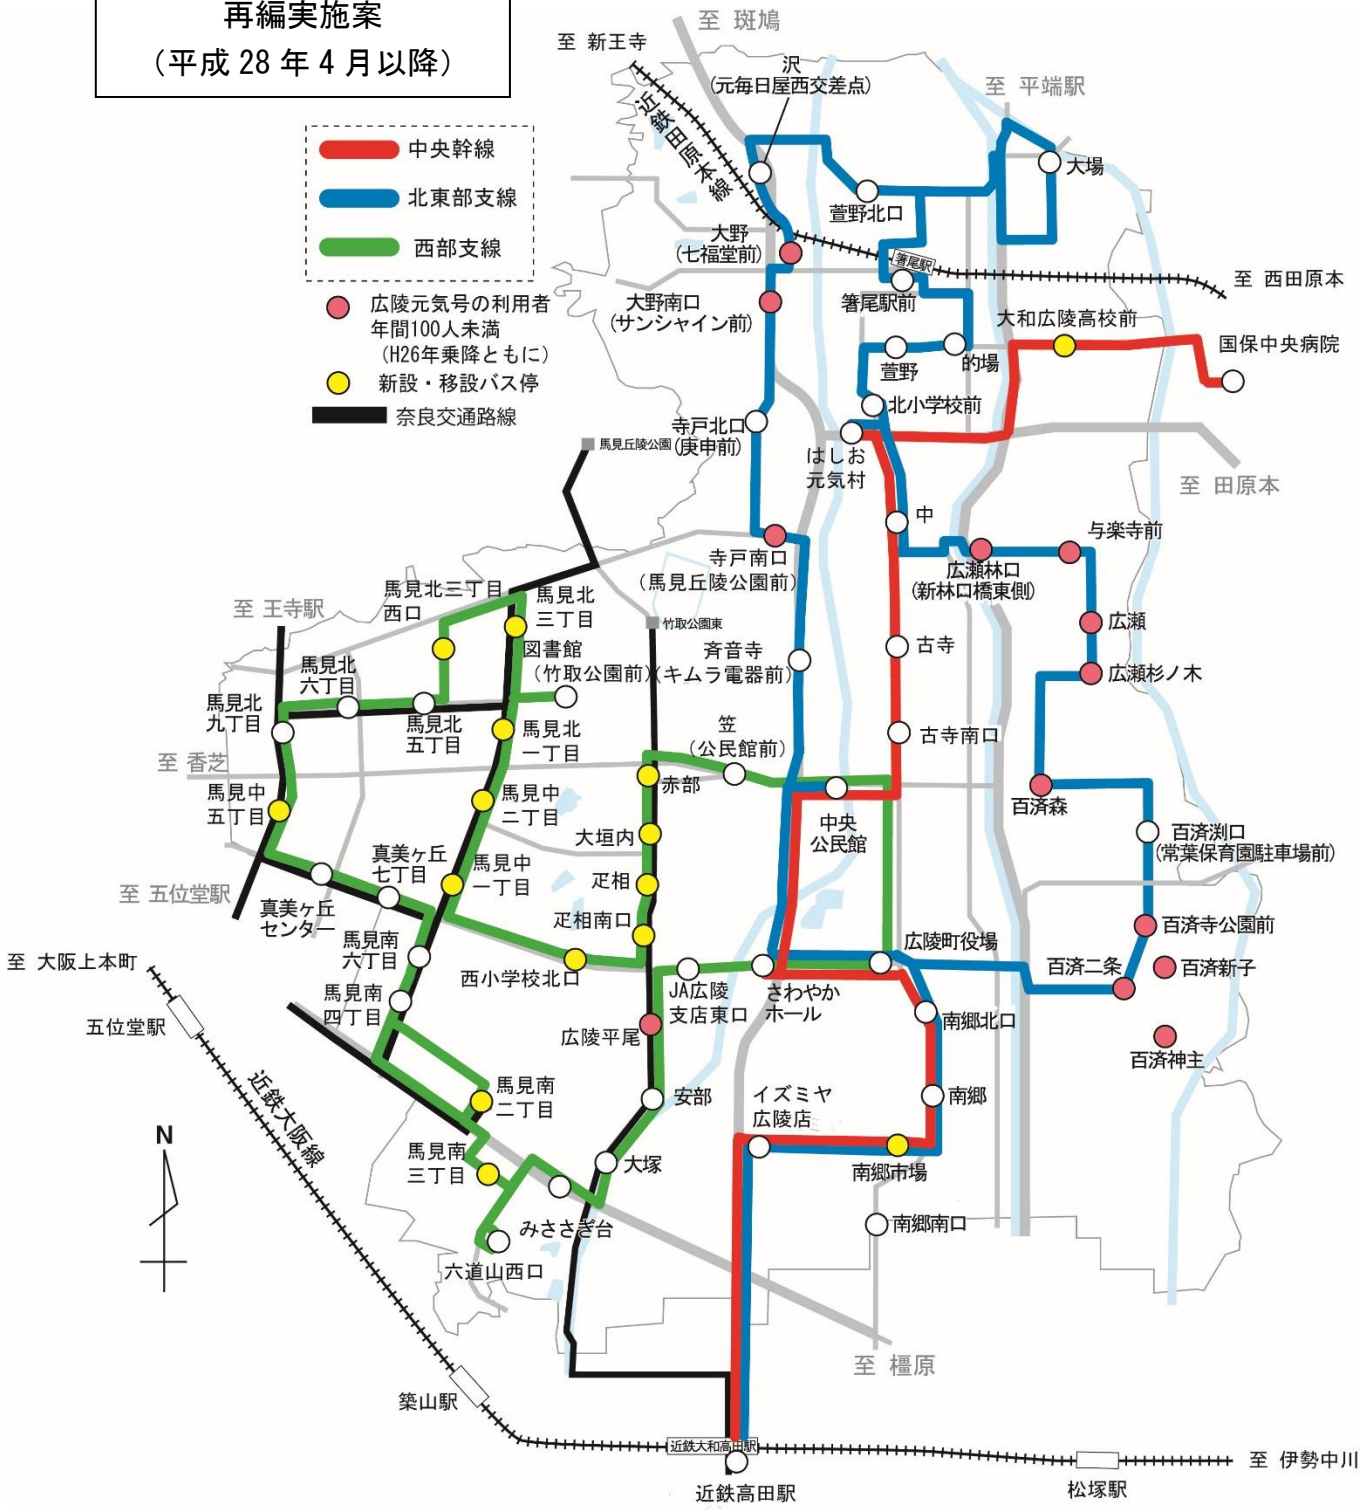 再編実施案
（平成 28 年 4 月以降）
中央幹線
北東部支線
西部支線
広陵元気号の利用者
年間100人未満
（H26年乗降ともに）
新設・移設バス停
奈良交通路線
至 斑鳩
至 新王寺
沢
(元毎日屋西交差点)
至 平端駅
近鉄田原本線
大場
萱野北口
大野
(七福堂前)
箸尾駅
至 西田原本
箸尾駅前
大野南口
(サンシャイン前)
大和広陵高校前
国保中央病院
萱野
的場
北小学校前
寺戸北口
(庚申前)
馬見丘陵公園
はしお
元気村
至 田原本
中
与楽寺前
寺戸南口
(馬見丘陵公園前)
広瀬林口
(新林口橋東側)
馬見北三丁目
西口
馬見北
三丁目
至 王寺駅
竹取公園東
広瀬
図書館
(竹取公園前)
斉音寺
(キムラ電器前)
古寺
広瀬杉ノ木
馬見北
六丁目
馬見北
九丁目
馬見北
五丁目
馬見北
一丁目
笠
(公民館前)
古寺南口
至 香芝
赤部
百済森
馬見中
五丁目
馬見中
二丁目
大垣内
中央
公民館
百済渕口
(常葉保育園駐車場前)
真美ヶ丘
七丁目
馬見中
一丁目
疋相
至 五位堂駅
真美ヶ丘
センター
疋相南口
百済寺公園前
馬見南
六丁目
広陵町役場
至 大阪上本町
西小学校北口
百済二条
百済新子
JA広陵
支店東口
さわやか
ホール
馬見南
四丁目
五位堂駅
広陵平尾
南郷北口
百済神主
近鉄大阪線
馬見南
二丁目
安部
イズミヤ
広陵店
南郷
N
馬見南
三丁目
大塚
南郷市場
みささぎ台
南郷南口
六道山西口
至 橿原
築山駅
近鉄大和高田駅
至 伊勢中川
近鉄高田駅
松塚駅